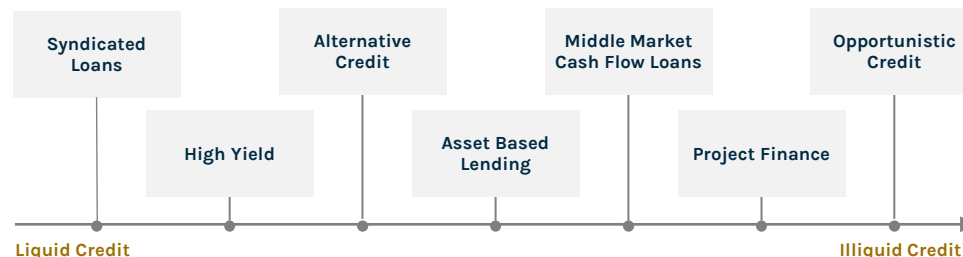 Syndicated
Loans
High Yield
Alternative
Credit
Asset Based
Lending
Middle Market
Cash Flow Loans
Project Finance
Opportunistic
Credit
Liquid Credit
Illiquid Credit